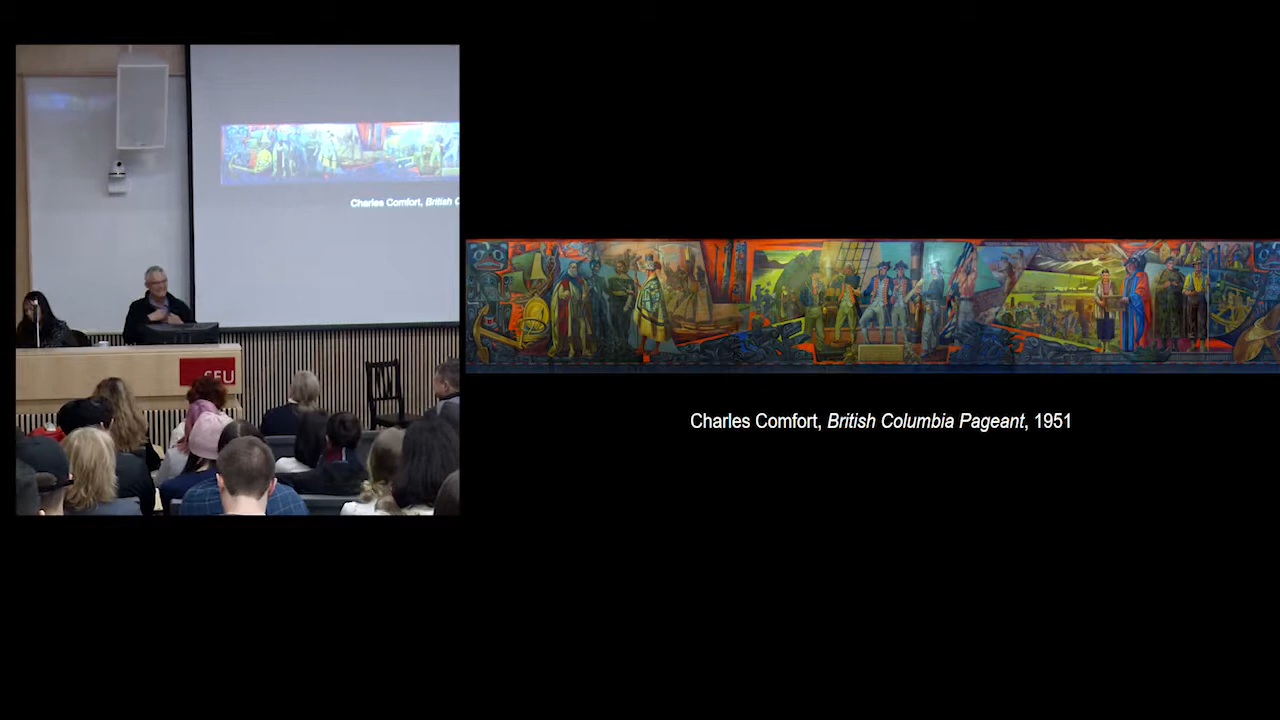 Charles Comfort, British C
SFU
Charles Comfort, British Columbia Pageant, 1951